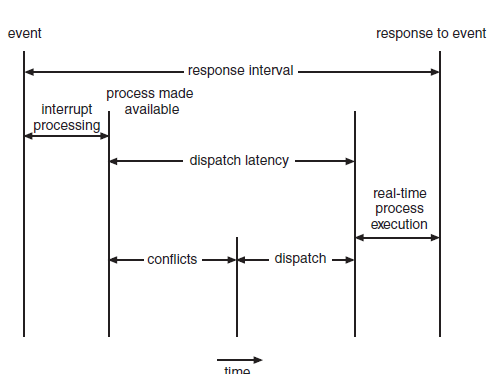 event
response to event
response interval
process made
available
interrupt
processing
dispatch latency
real-time
process
execution
conflicts
dispatch
time